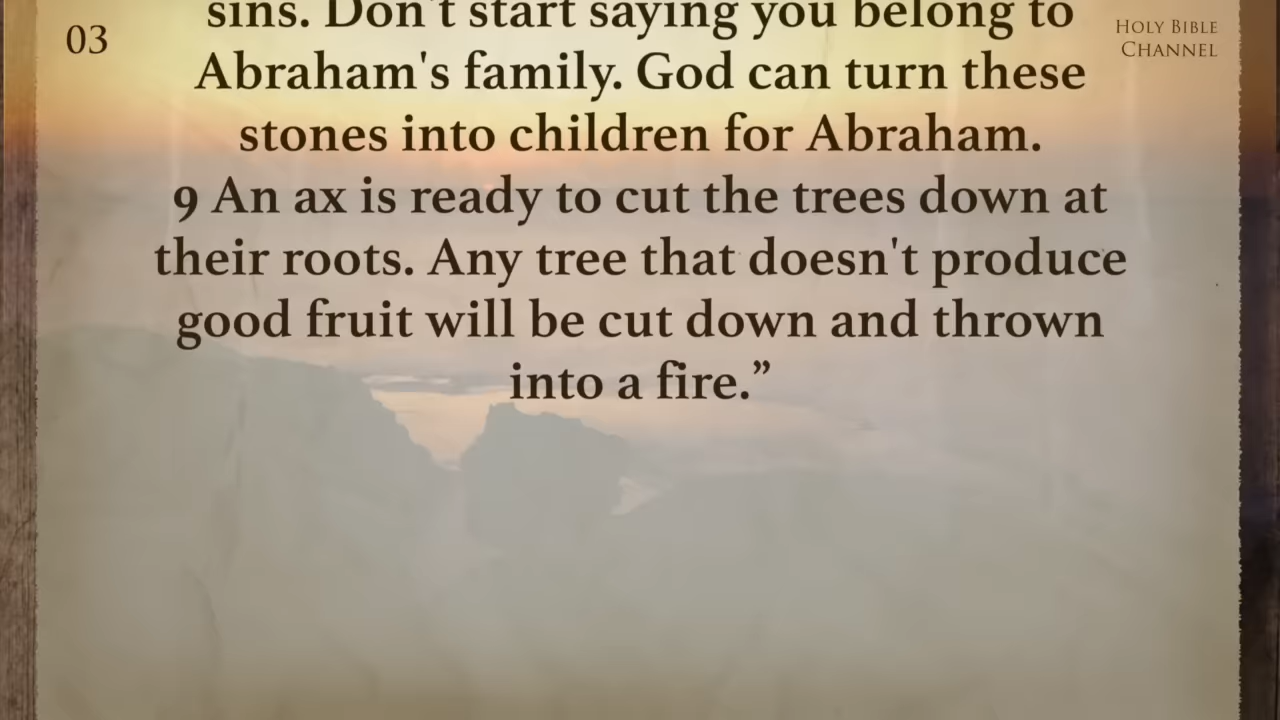 sins. Don't start saying you belong to
03
HOLY BIBLE
CHANNEL
Abraham's family. God can turn these
stones into children for Abraham.
9 An ax is ready to cut the trees down at
their roots. Any tree that doesn't produce
good fruit will be cut down and thrown
into a fire.”